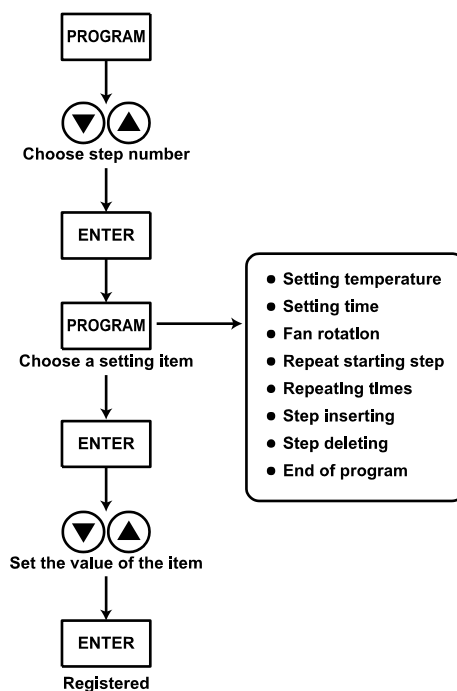 PROGRAM
Choose step number
ENTER
PROGRAM
Choose a setting item
● Setting temperature
● Setting time
● Fan rotation
● Repeat starting step
● Repeating times
● Step inserting
● Step deleting
● End of program
ENTER
Set the value of the item
ENTER
Registered